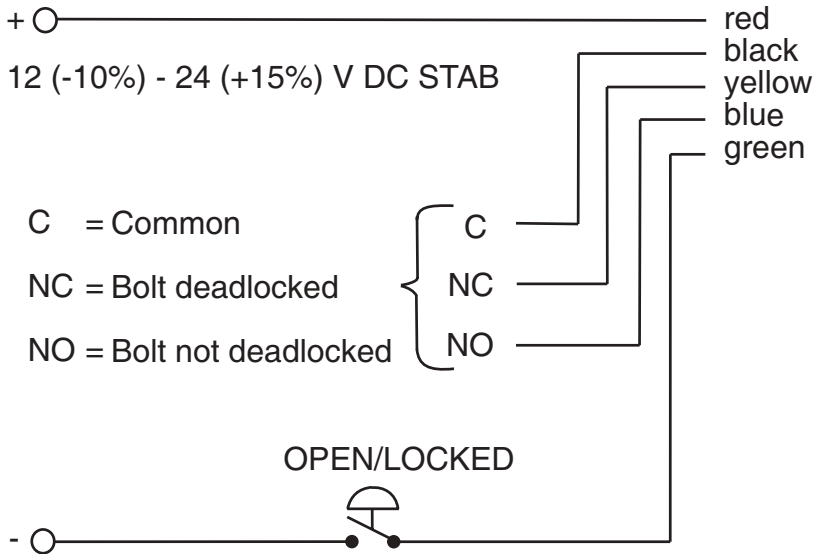 + red
black
12 (-10%) - 24 (+15%) V DC STAB yellow
blue
green
C = Common C
NC = Bolt deadlocked NC
NO = Bolt not deadlocked NO
OPEN/LOCKED
-